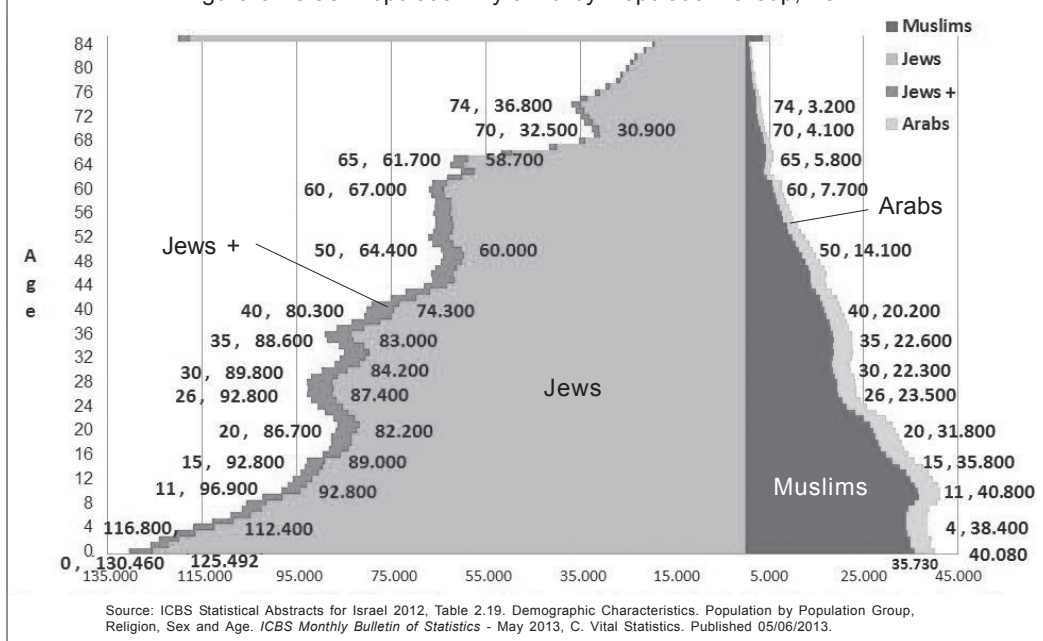 Muslims
Jews
Jews +
Arabs
84
80
76
72
68
64
60
56
52
48
44
40
36
32
28
24
20
16
12
8
4
0
A
g
e
74, 36.800
70, 32.500 30.900
65, 61.700 58.700
60, 67.000
50, 64.400 60.000
40, 80.300 74.300
35, 88.600 83.000
30, 89.800 84.200
26, 92.800 87.400
20, 86.700 82.200
15, 92.800 89.000
11, 96.900 92.800
116.800 112.400
0, 130.460 125.492
Jews +
Jews
Muslims
Arabs
74, 3.200
70, 4.100
65, 5.800
60, 7.700
50, 14.100
40, 20.200
35, 22.600
30, 22.300
26, 23.500
20, 31.800
15, 35.800
11, 40.800
4, 38.400
40.080
35.730
135.000 115.000 95.000 75.000 55.000 35.000 15.000 5.000 25.000 45.000
Source: ICBS Statistical Abstracts for Israel 2012, Table 2.19. Demographic Characteristics. Population by Population Group,
Religion, Sex and Age. ICBS Monthly Bulletin of Statistics - May 2013, C. Vital Statistics. Published 05/06/2013.